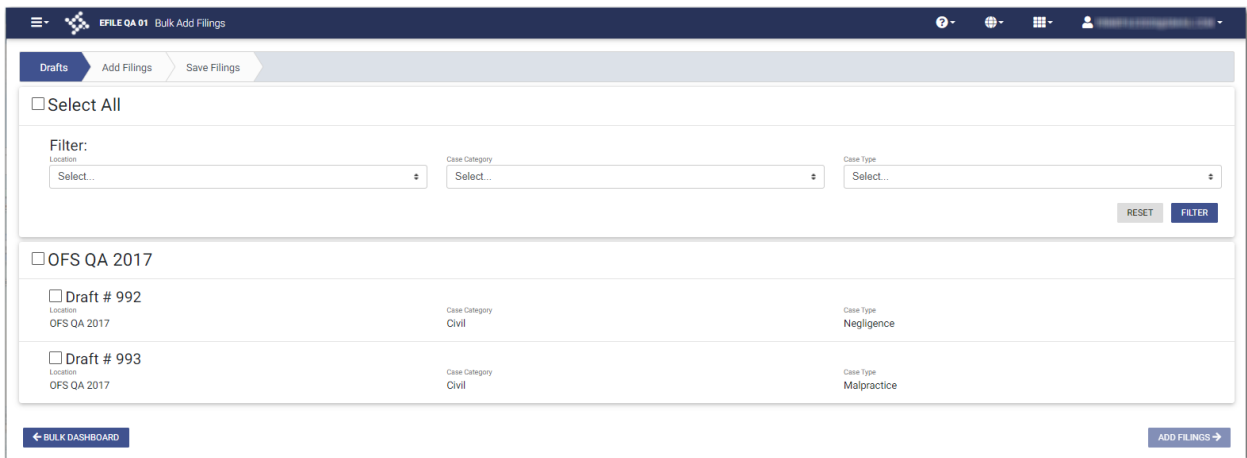 EFILE QA 01 Bulk Add Filings
Drafts Add Filings Save Filings
Select All
Filter:
Location Case Category Case Type
Select... Select... Select...
RESET FILTER
OFS QA 2017
Draft # 992
Location Case Category Case Type
OFS QA 2017 Civil Negligence
Draft # 993
Location Case Category Case Type
OFS QA 2017 Civil Malpractice
BULK DASHBOARD ADD FILINGS